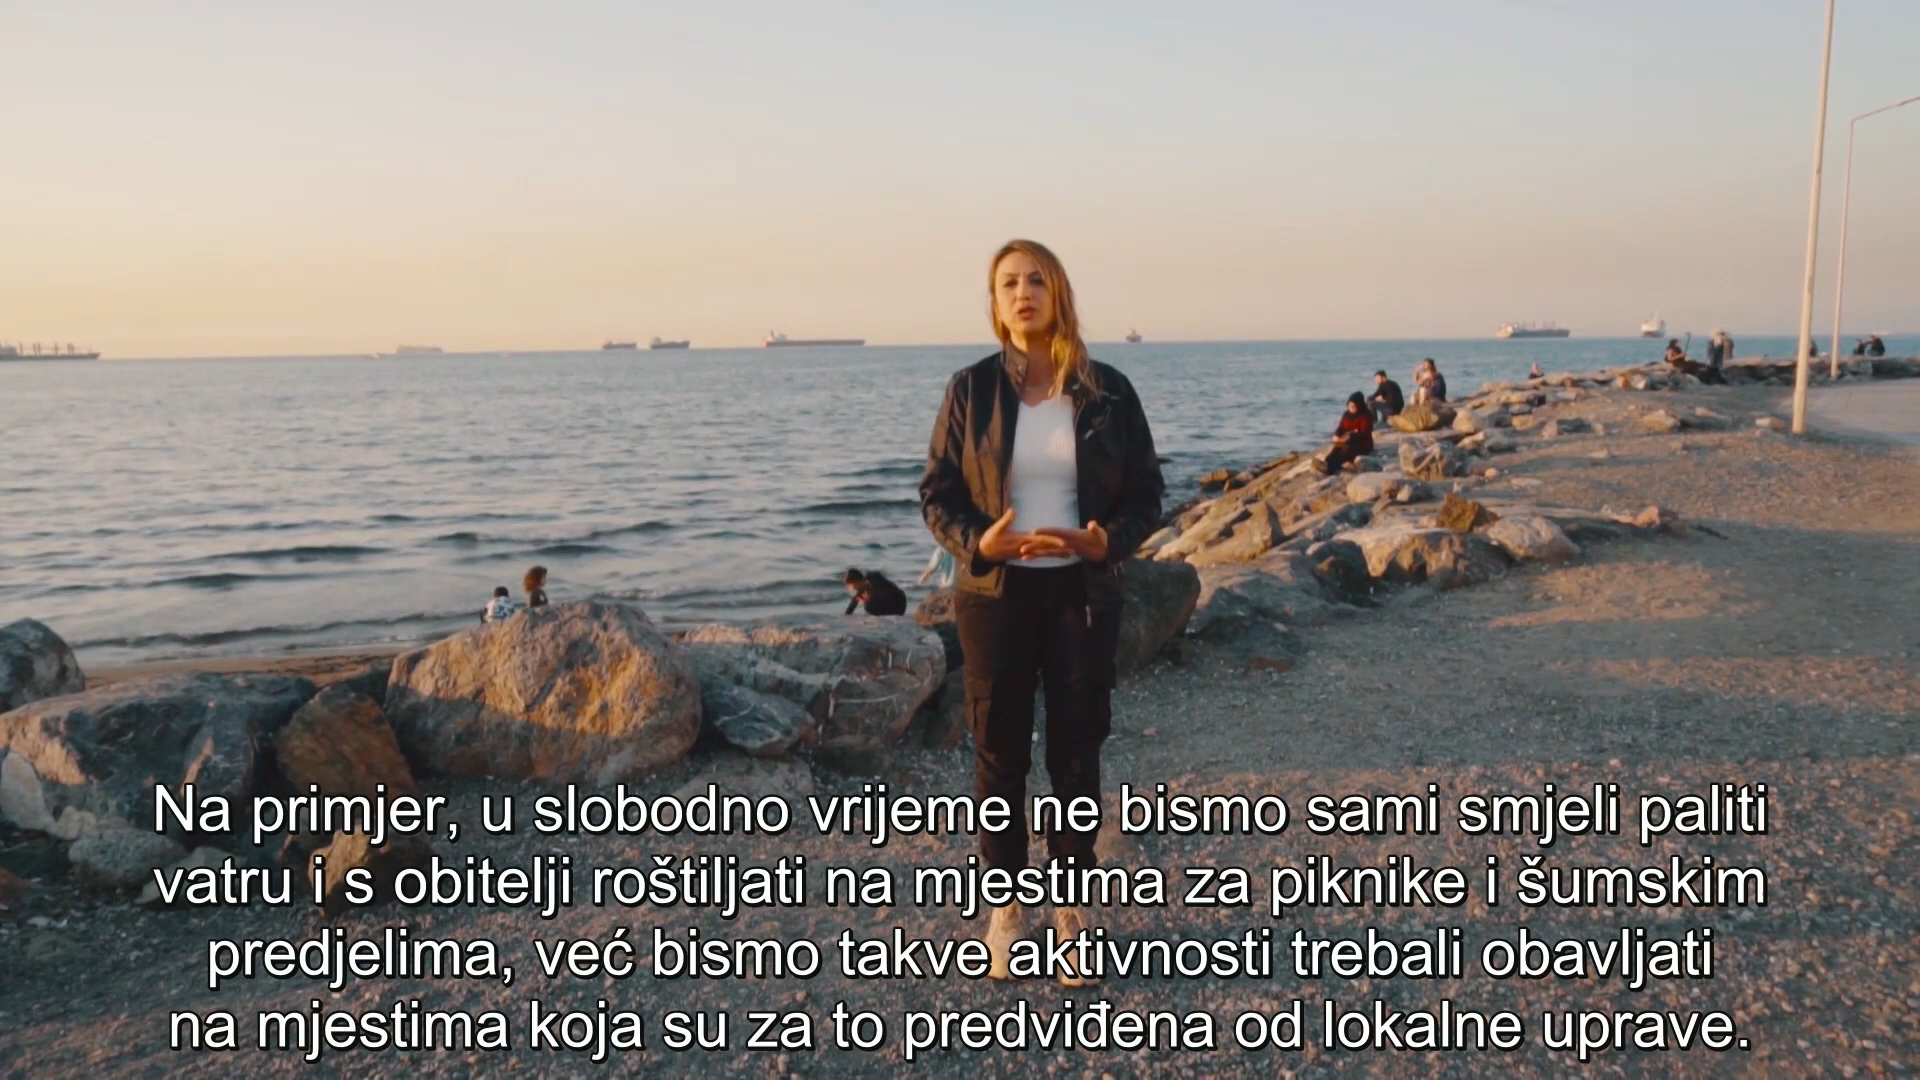 Na primjer, u slobodno vrijeme ne bismo sami smjeli paliti
vatru i s obitelji roštiljati na mjestima za piknike i šumskim
predjelima, već bismo takve aktivnosti trebali obavljati
na mjestima koja su za to predviđena od lokalne uprave.